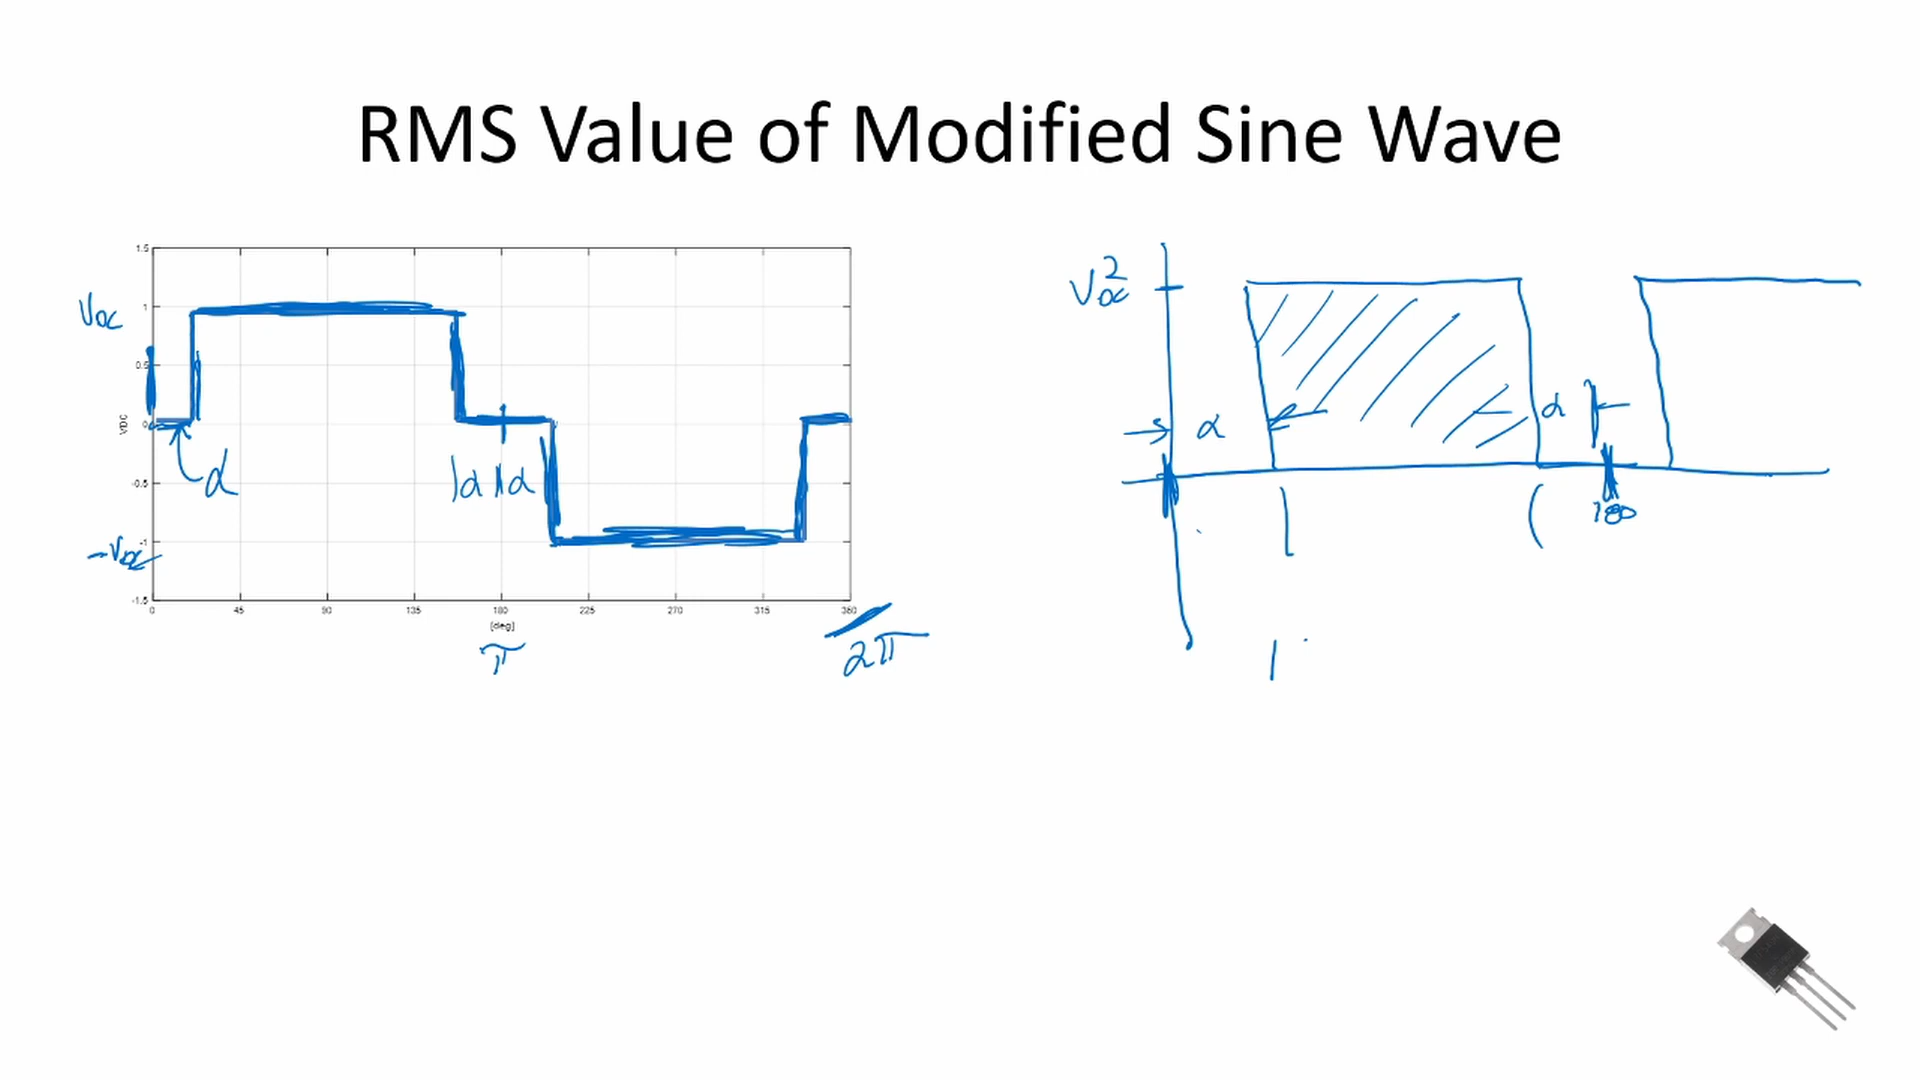 RMS Value of Modified Sine Wave
1.5
1
0.5
0
-0.5
-1
-1.5
VDC
0 45 90 135 180 225 270 315 360
[deg]
VDC
-VDC
α
α α
π
2π
VDC²
α
α
180